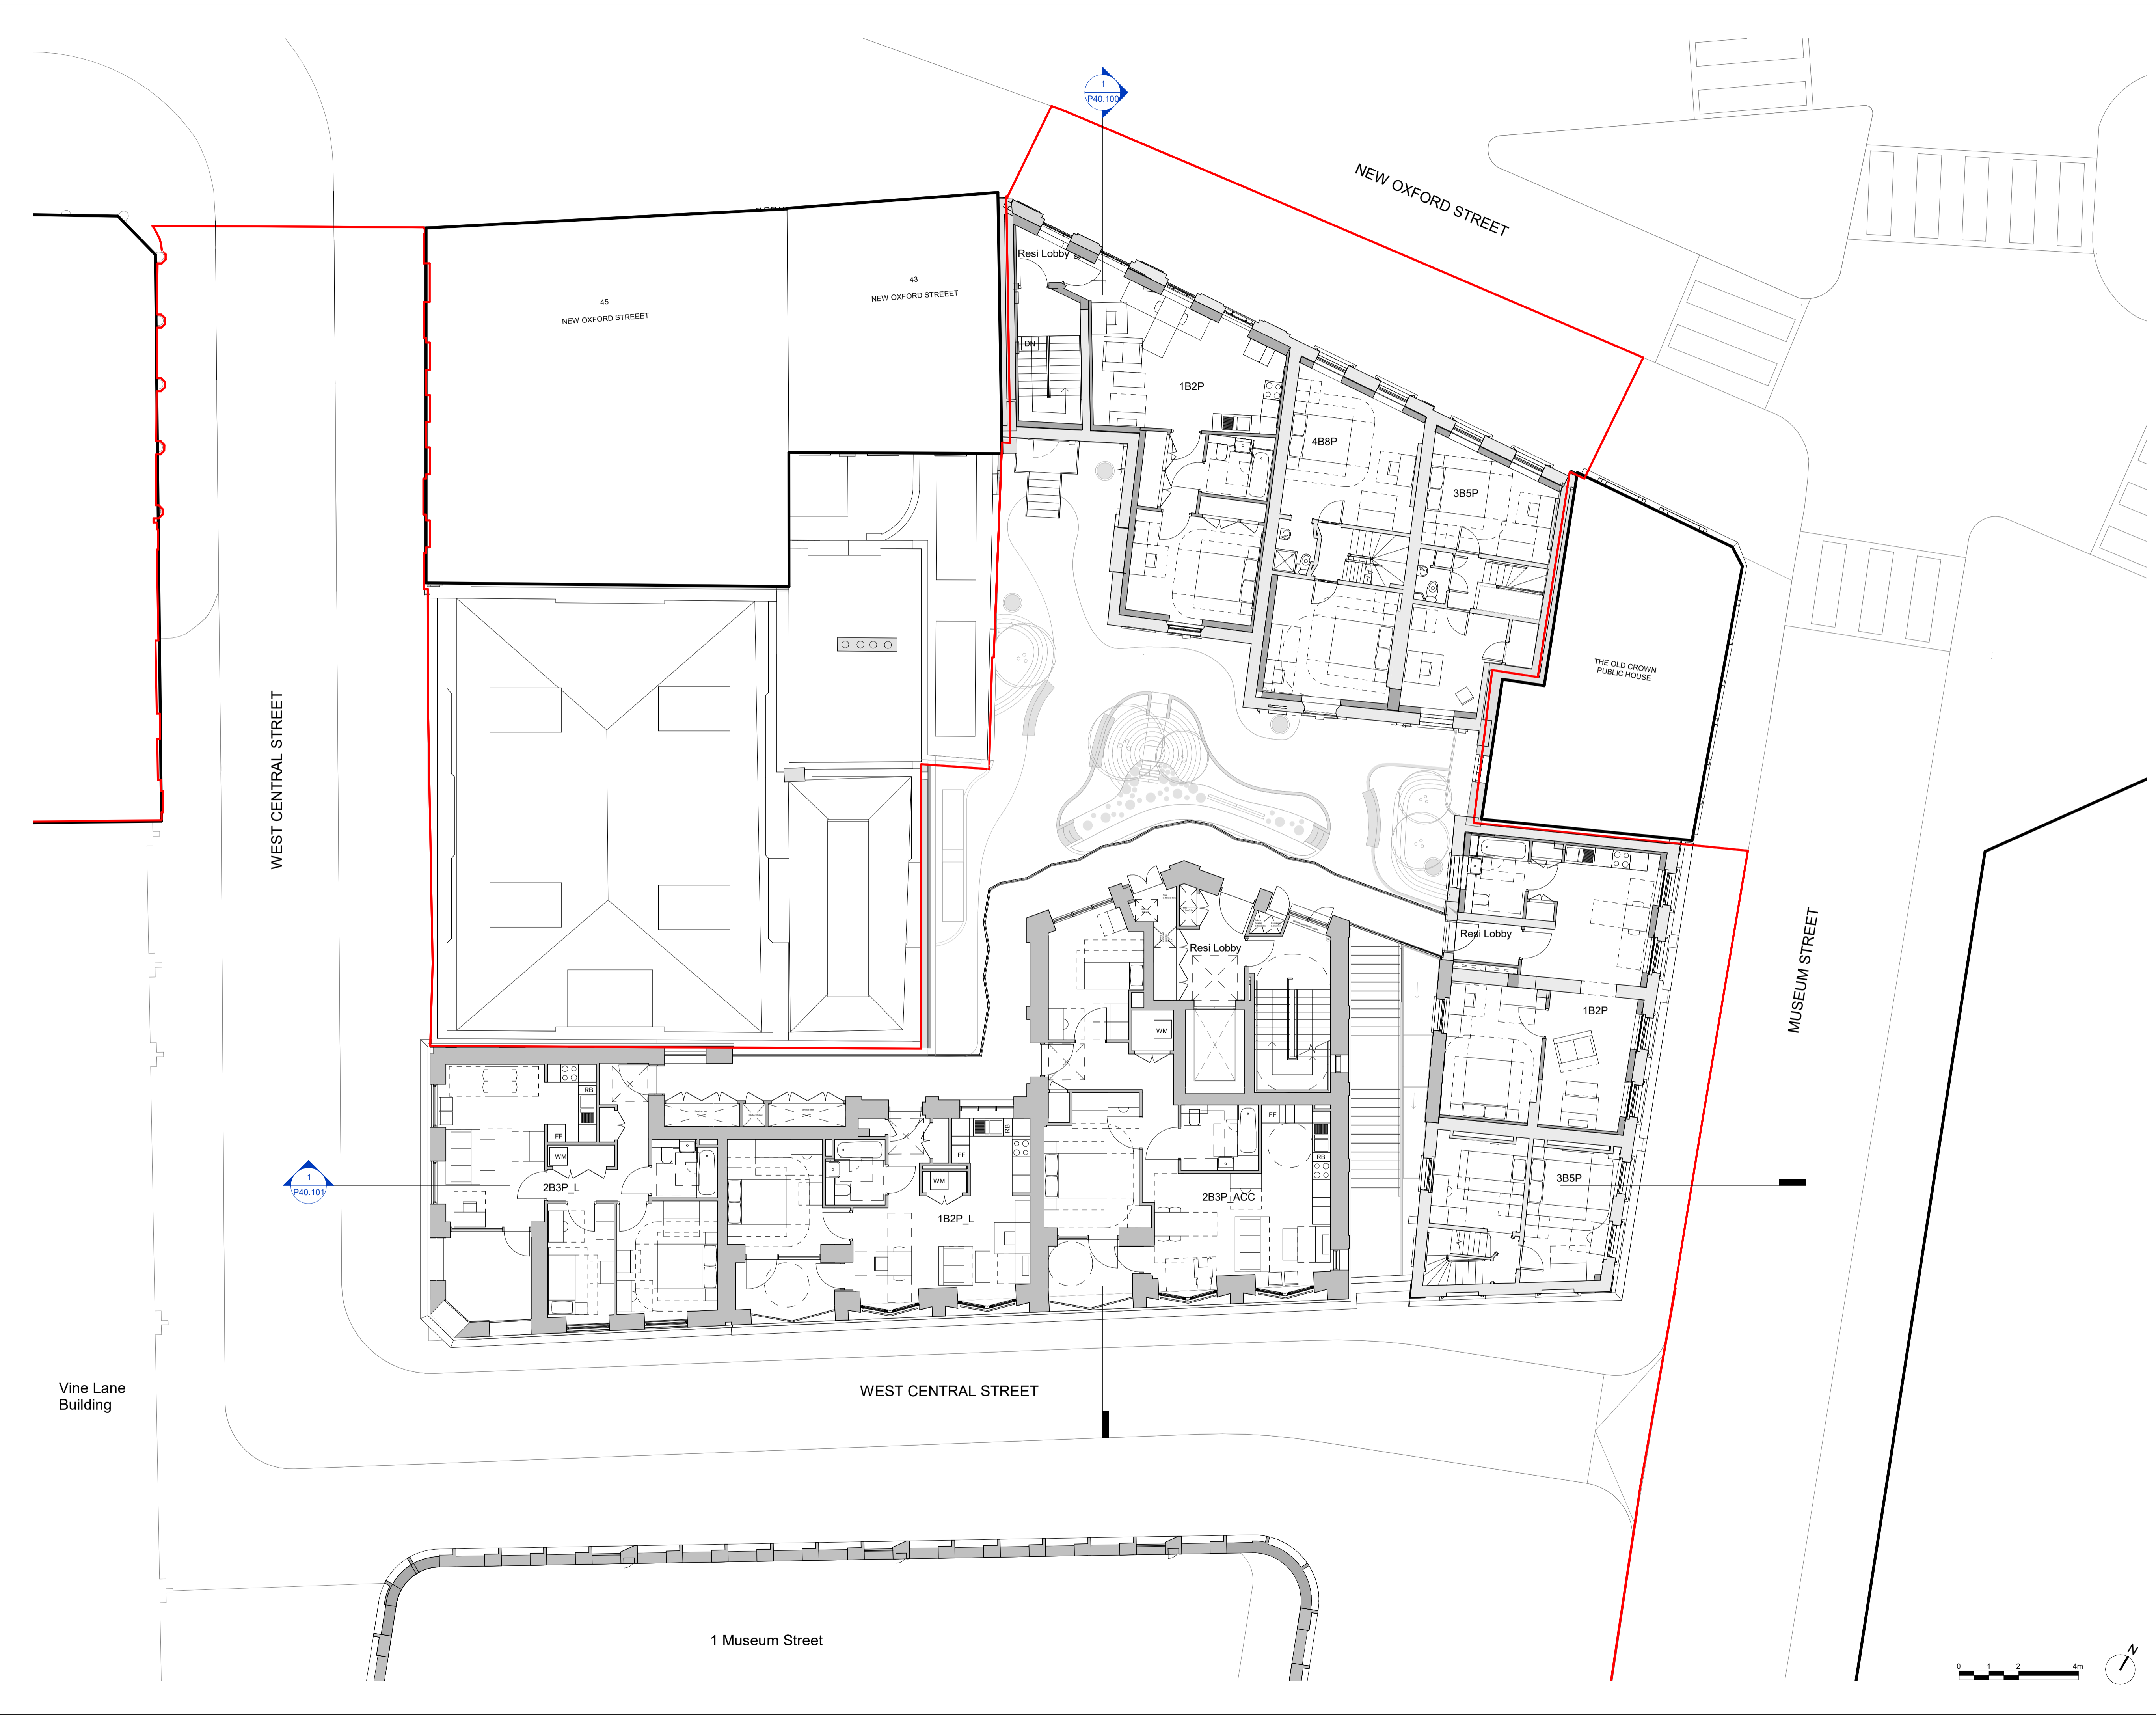 1
P40.100
NEW OXFORD STREET
Resi Lobby
43
NEW OXFORD STREEET
45
NEW OXFORD STREEET
DN
1B2P
4B8P
3B5P
THE OLD CROWN
PUBLIC HOUSE
WEST CENTRAL STREET
MUSEUM STREET
Resi Lobby
Resi Lobby
1B2P
WM
RB
FF
WM
2B3P_L
RB
FF
WM
1B2P_L
FF
RB
2B3P_ACC
3B5P
1
P40.101
Vine Lane
Building
WEST CENTRAL STREET
1 Museum Street
0 1 2 4m
N